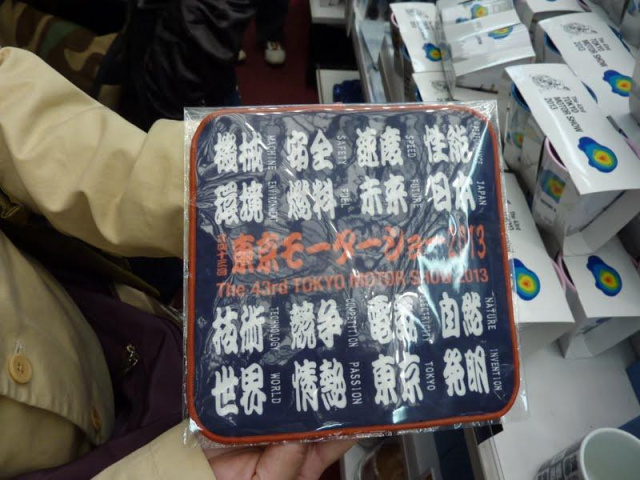 機械 MACHINE 安全 SAFETY 速度 SPEED 性能
環境 燃料 FUEL 未来 FUTURE 日本 JAPAN
第四十三回 東京モーターショー2013
The 43rd TOKYO MOTOR SHOW 2013
技術 TECHNOLOGY 競争 COMPETITION 電気 自然 NATURE
世界 WORLD 情熱 PASSION 東京 TOKYO 発明 INVENTION